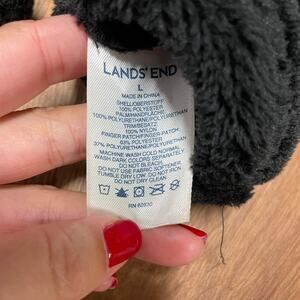 LANDS' END
L
MADE IN CHINA
SHELL/OBERSTOFF
100% POLYESTER
PALM/HANDFLÄCHE:
100% POLYURETHANE/POLYURETHAN
TRIM/BESATZ:
100% NYLON
FINGER PATCH/FINGER-PATCH:
63% POLYESTER
37% POLYURETHANE/POLYURETHAN
MACHINE WASH COLD NORMAL
WASH DARK COLORS SEPARATELY
DO NOT BLEACH
DO NOT USE FABRIC SOFTENER
TUMBLE DRY LOW, DO NOT IRON
DO NOT DRY CLEAN
RN 62830